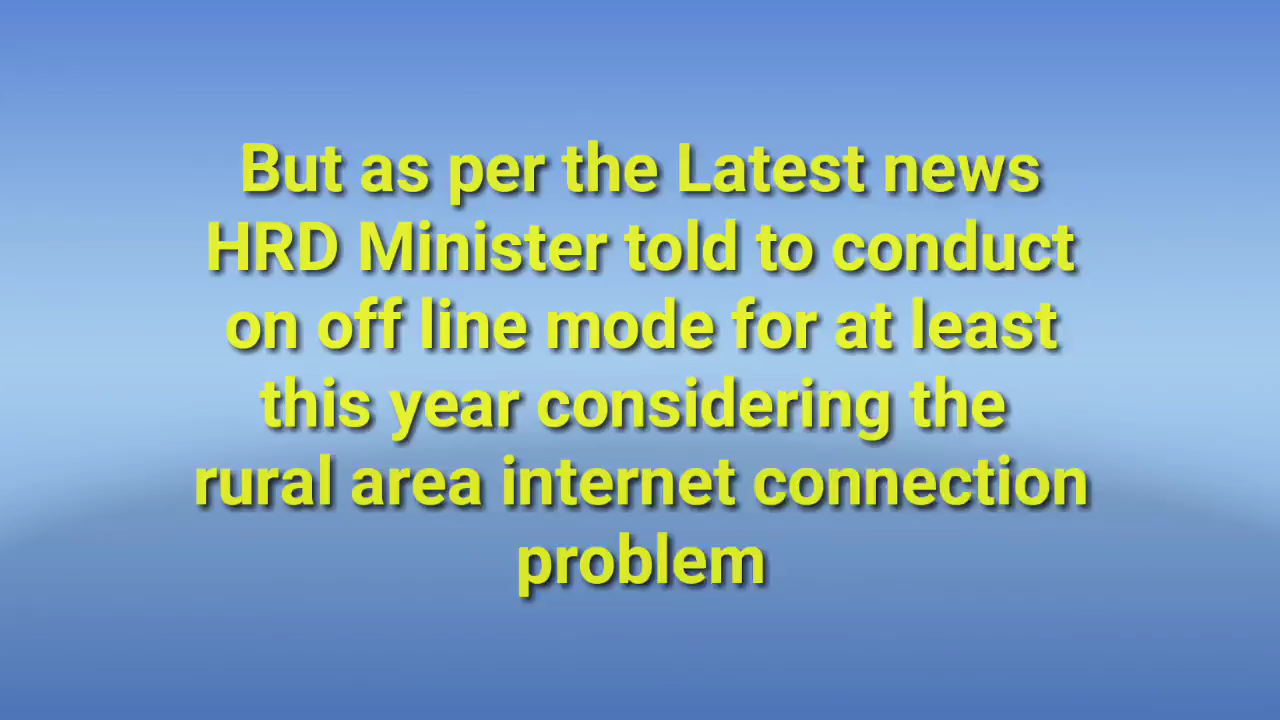 But as per the Latest news
HRD Minister told to conduct
on off line mode for at least
this year considering the
rural area internet connection
problem